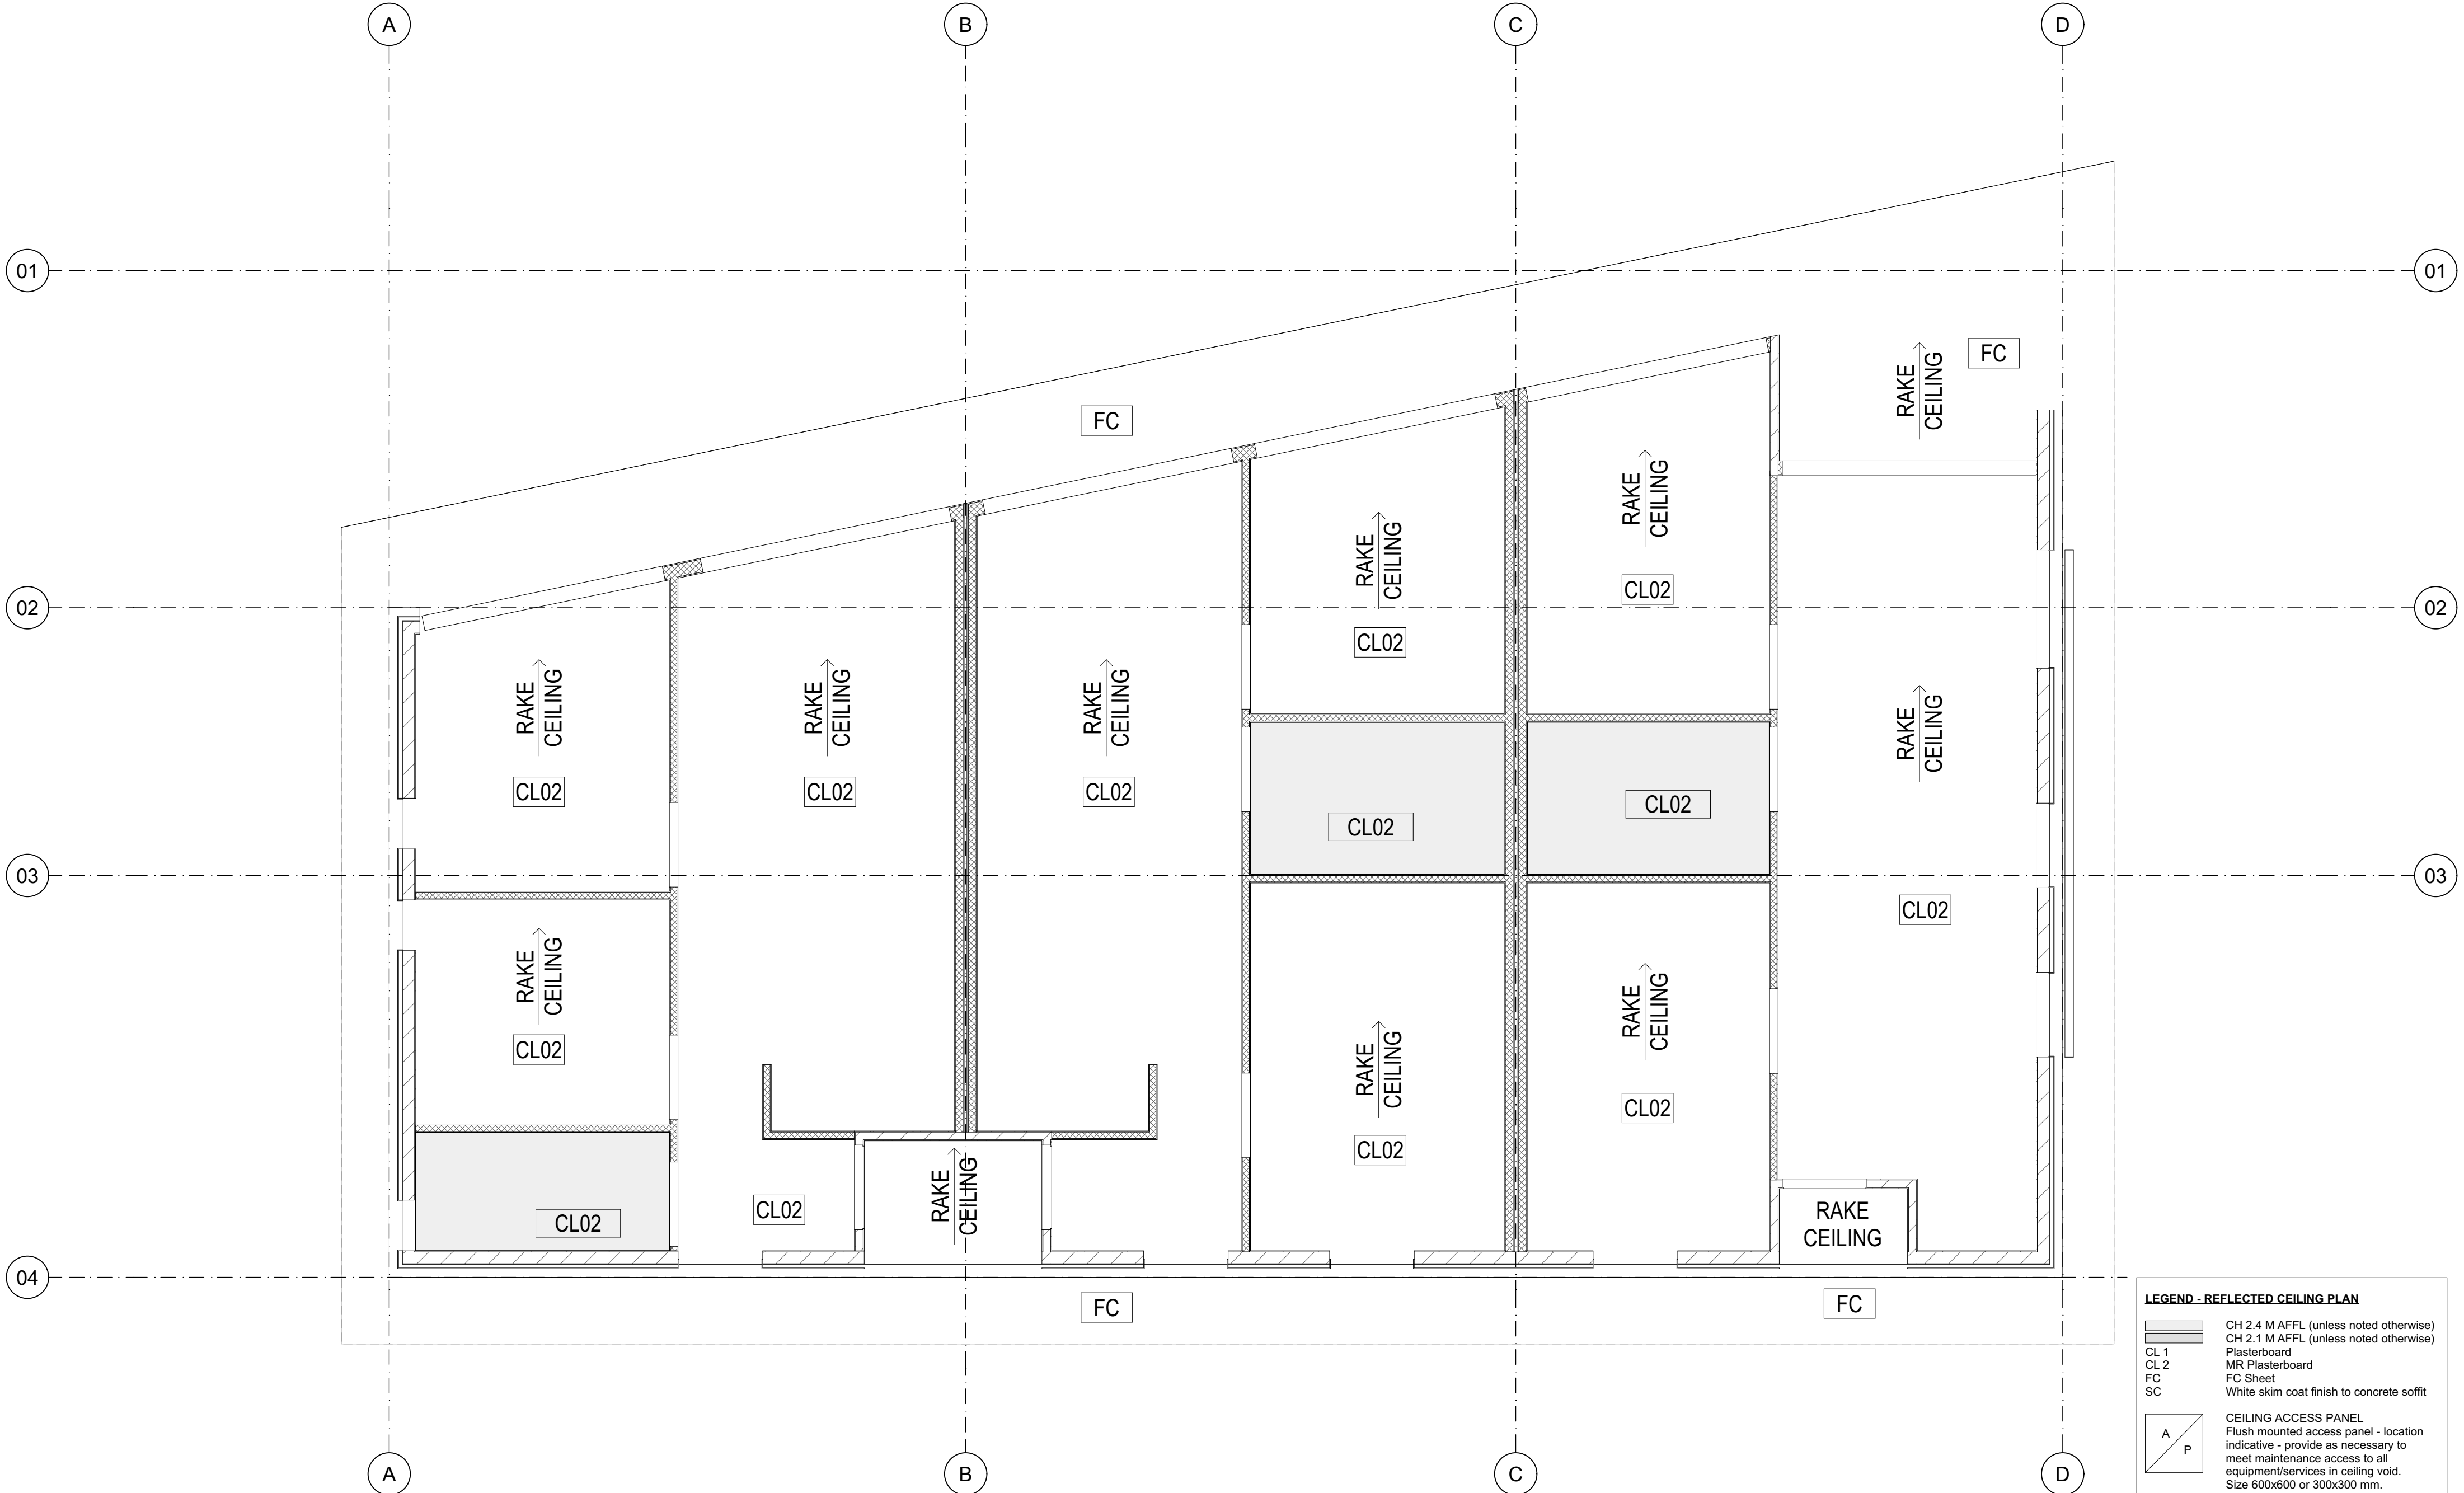 A
B
C
D
01
01
RAKE
CEILING
FC
FC
RAKE
CEILING
CL02
RAKE
CEILING
CL02
02
02
RAKE
CEILING
CL02
RAKE
CEILING
CL02
RAKE
CEILING
CL02
RAKE
CEILING
CL02
CL02
CL02
03
03
RAKE
CEILING
CL02
RAKE
CEILING
CL02
RAKE
CEILING
CL02
CL02
CL02
RAKE
CEILING
RAKE
CEILING
04
FC
FC
LEGEND - REFLECTED CEILING PLAN
CH 2.4 M AFFL (unless noted otherwise)
CH 2.1 M AFFL (unless noted otherwise)
CL 1 Plasterboard
CL 2 MR Plasterboard
FC FC Sheet
SC White skim coat finish to concrete soffit
A
P
CEILING ACCESS PANEL
Flush mounted access panel - location
indicative - provide as necessary to
meet maintenance access to all
equipment/services in ceiling void.
Size 600x600 or 300x300 mm.
A
B
C
D